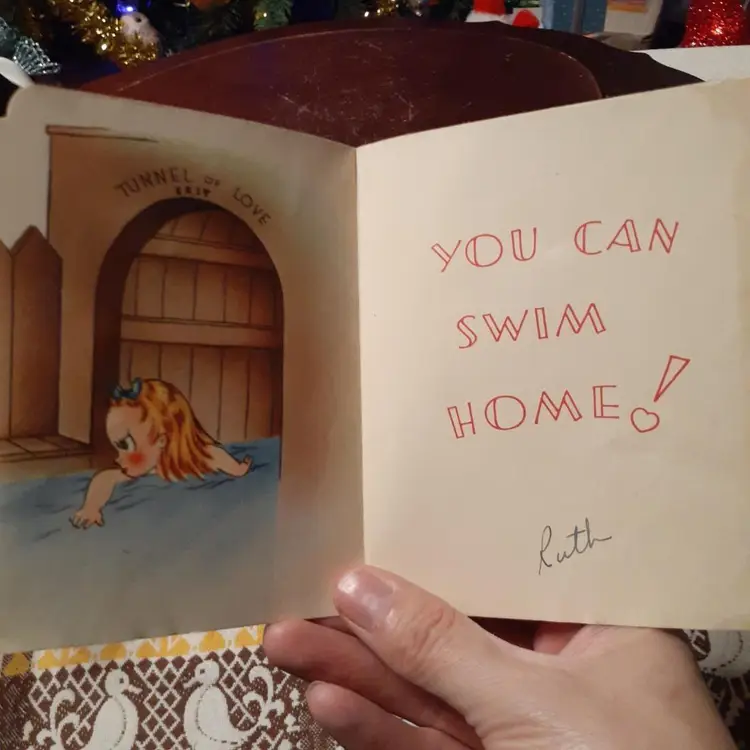 TUNNEL OF LOVE
EXIT
YOU CAN
SWIM
HOME!
Ruth